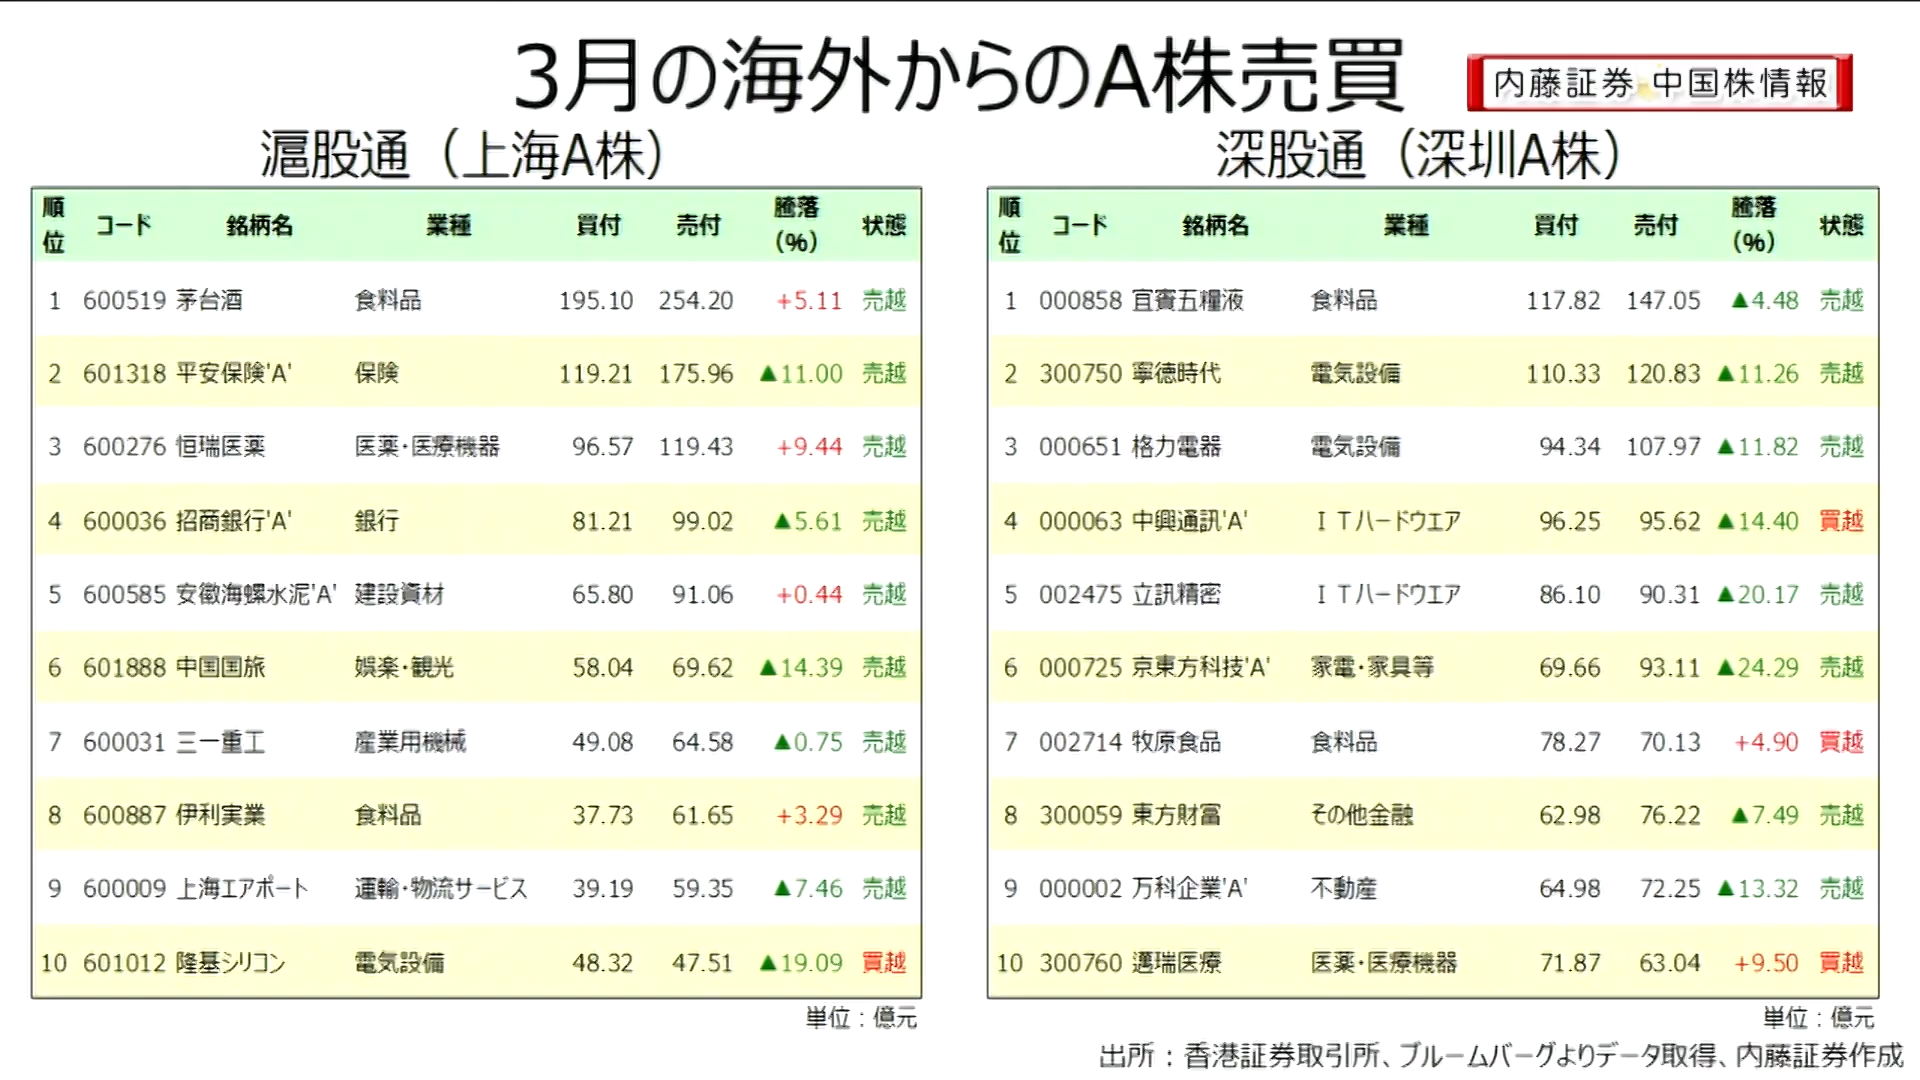 3月の海外からのA株売買
内藤証券 中国株情報
滬股通（上海A株）
順位 コード 銘柄名 業種 買付 売付 騰落(%) 状態
1 600519 茅台酒 食料品 195.10 254.20 +5.11 売越
2 601318 平安保険'A' 保険 119.21 175.96 ▲11.00 売越
3 600276 恒瑞医薬 医薬・医療機器 96.57 119.43 +9.44 売越
4 600036 招商銀行'A' 銀行 81.21 99.02 ▲5.61 売越
5 600585 安徽海螺水泥'A' 建設資材 65.80 91.06 +0.44 売越
6 601888 中国国旅 娯楽・観光 58.04 69.62 ▲14.39 売越
7 600031 三一重工 産業用機械 49.08 64.58 ▲0.75 売越
8 600887 伊利実業 食料品 37.73 61.65 +3.29 売越
9 600009 上海エアポート 運輸・物流サービス 39.19 59.35 ▲7.46 売越
10 601012 隆基シリコン 電気設備 48.32 47.51 ▲19.09 買越
単位：億元
深股通（深圳A株）
順位 コード 銘柄名 業種 買付 売付 騰落(%) 状態
1 000858 宜賓五糧液 食料品 117.82 147.05 ▲4.48 売越
2 300750 寧徳時代 電気設備 110.33 120.83 ▲11.26 売越
3 000651 格力電器 電気設備 94.34 107.97 ▲11.82 売越
4 000063 中興通訊'A' ＩＴハードウエア 96.25 95.62 ▲14.40 買越
5 002475 立訊精密 ＩＴハードウエア 86.10 90.31 ▲20.17 売越
6 000725 京東方科技'A' 家電・家具等 69.66 93.11 ▲24.29 売越
7 002714 牧原食品 食料品 78.27 70.13 +4.90 買越
8 300059 東方財富 その他金融 62.98 76.22 ▲7.49 売越
9 000002 万科企業'A' 不動産 64.98 72.25 ▲13.32 売越
10 300760 邁瑞医療 医薬・医療機器 71.87 63.04 +9.50 買越
単位：億元
出所：香港証券取引所、ブルームバーグよりデータ取得、内藤証券作成